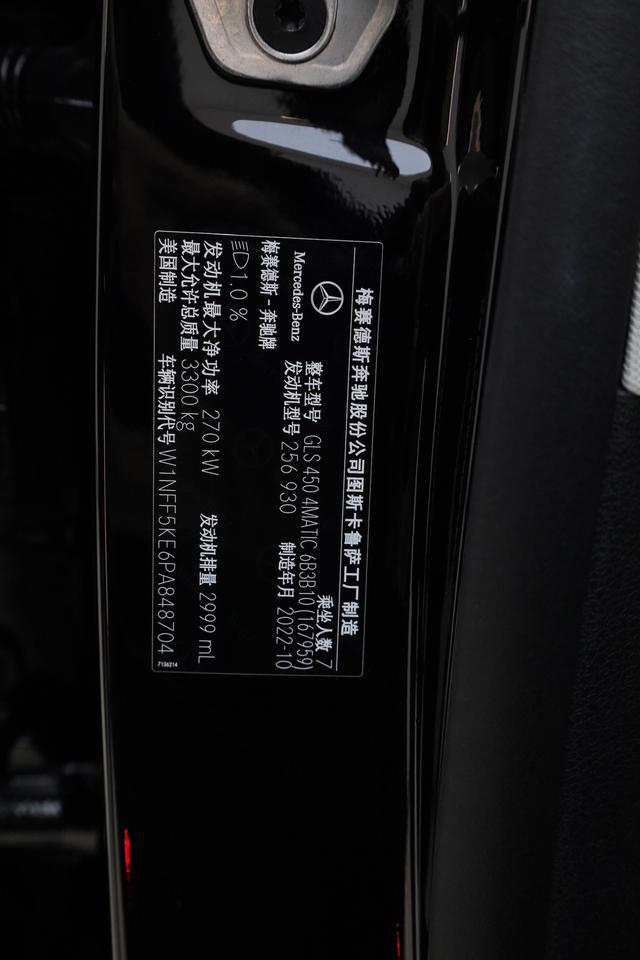 梅赛德斯奔驰股份公司图斯卡鲁萨工厂制造
Mercedes-Benz
乘坐人数 7
整车型号 GLS 450 4MATIC 6B3B10 (167959)
发动机型号 256 930 制造年月 2022-10
梅赛德斯-奔驰牌
1.0 %
发动机最大净功率 270 kW 发动机排量 2999 mL
最大允许总质量 3300 kg
美国制造 车辆识别代号 W1NFF5KE6PA848704
7136214